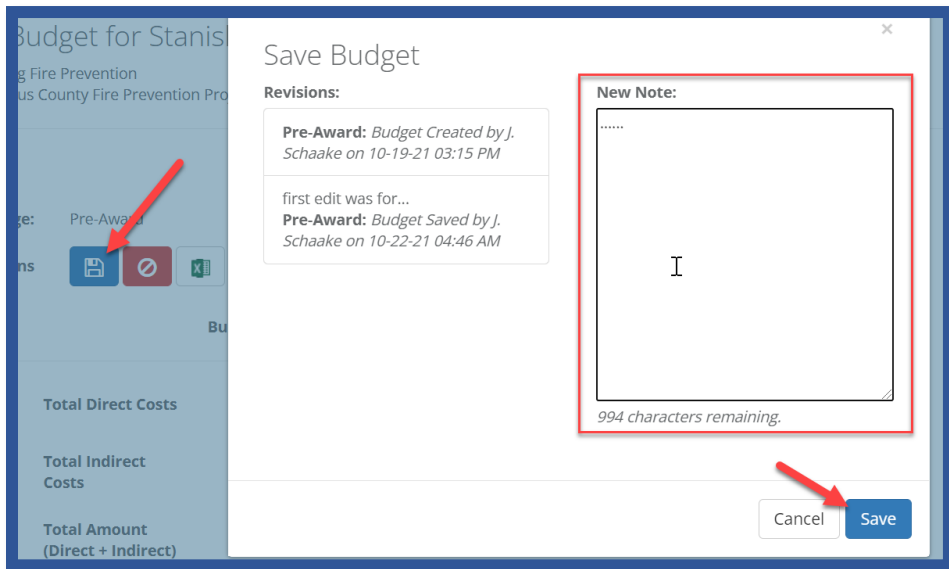 Budget for Stanisl
g Fire Prevention
us County Fire Prevention Pro
ge: Pre-Award
ns
Bu
Total Direct Costs
Total Indirect
Costs
Total Amount
(Direct + Indirect)
×
Save Budget
Revisions:
Pre-Award: Budget Created by J.
Schaake on 10-19-21 03:15 PM
first edit was for...
Pre-Award: Budget Saved by J.
Schaake on 10-22-21 04:46 AM
New Note:
......
994 characters remaining.
Cancel Save